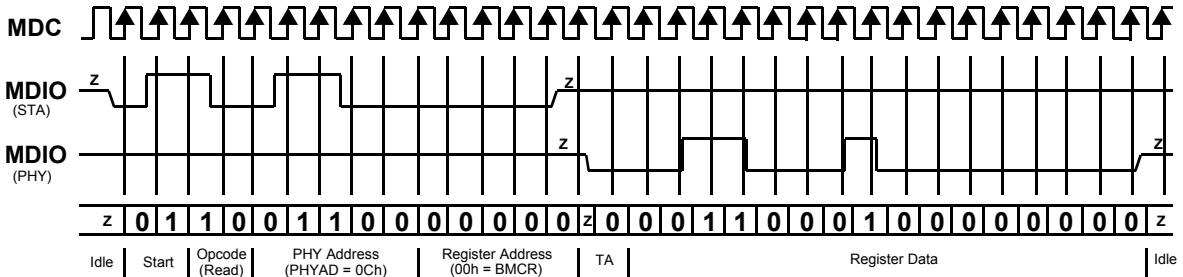 MDC
z z
MDIO
(STA)
z z
MDIO
(PHY)
z 0 1 1 0 0 1 1 0 0 0 0 0 0 0 z 0 0 0 1 1 0 0 0 1 0 0 0 0 0 0 0 0 z
Idle Start Opcode (Read) PHY Address (PHYAD = 0Ch) Register Address (00h = BMCR) TA Register Data Idle